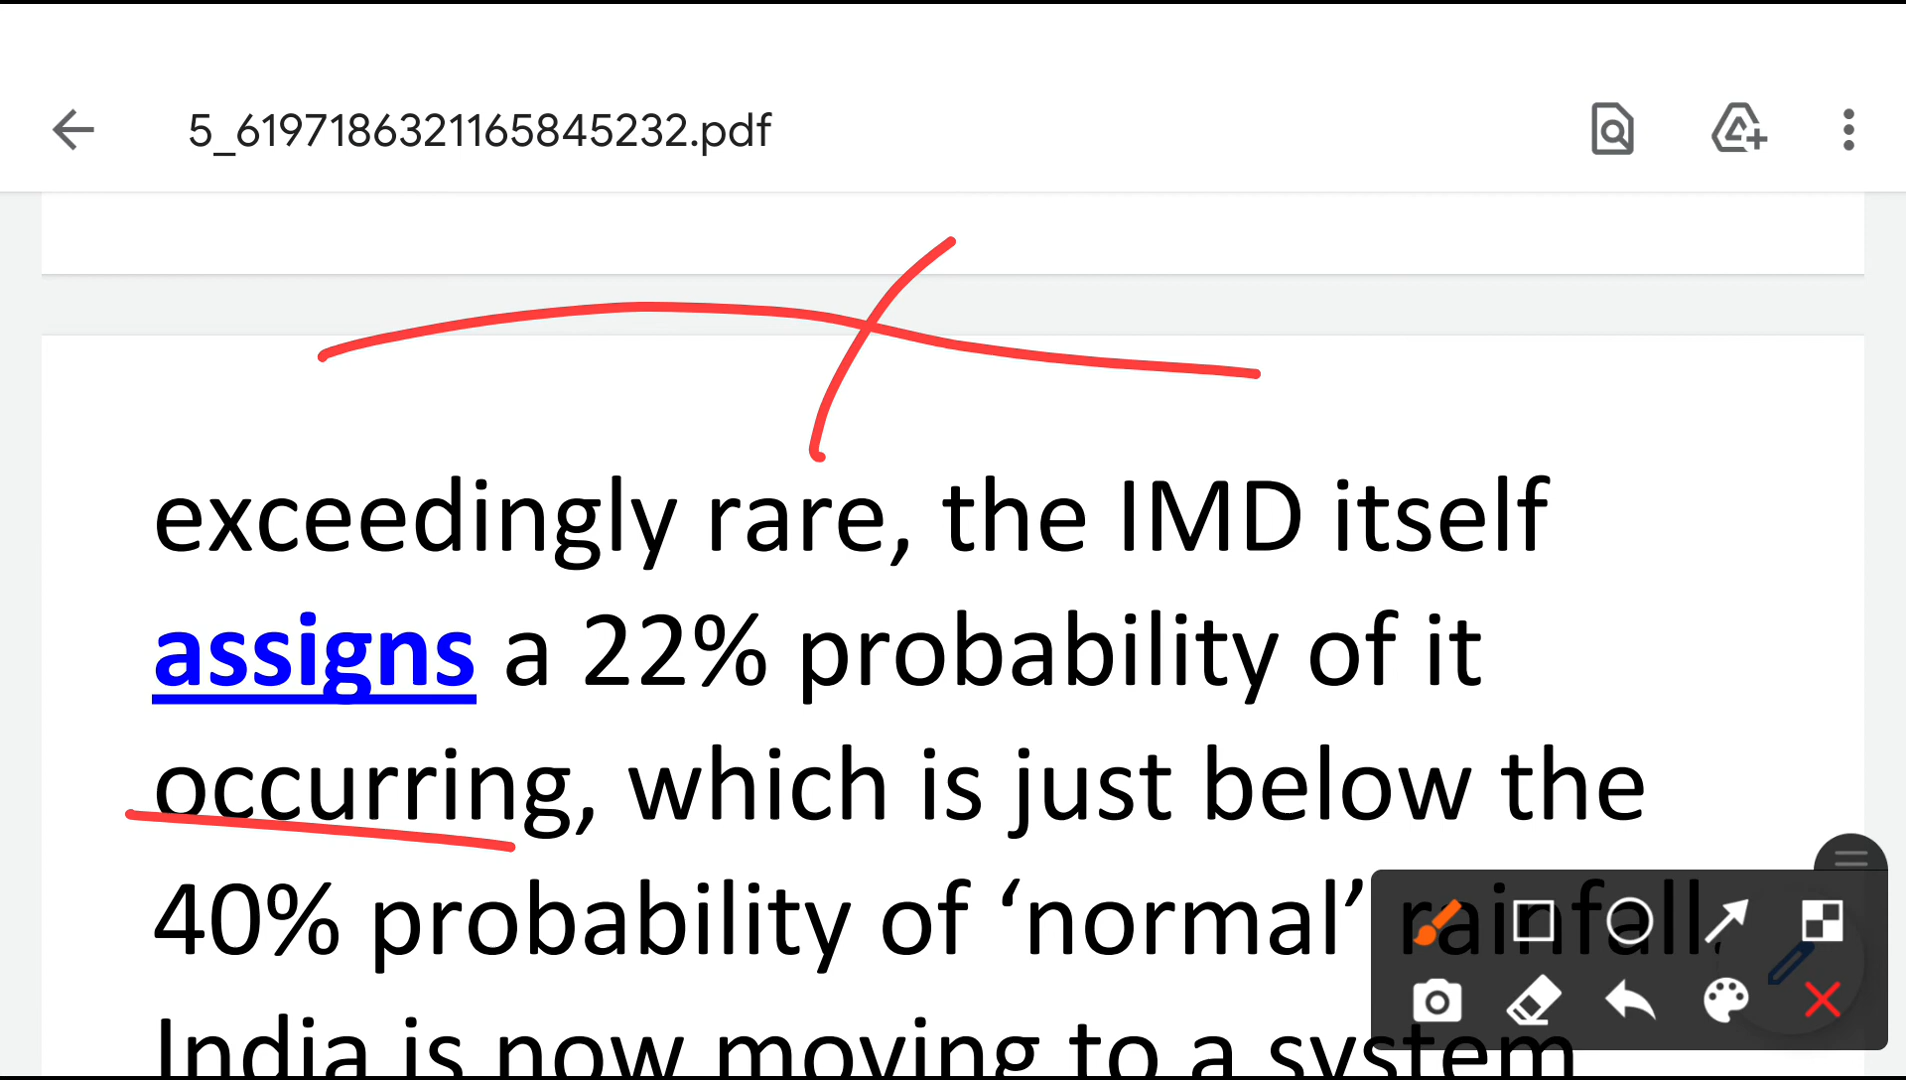 5_6197186321165845232.pdf
exceedingly rare, the IMD itself
assigns a 22% probability of it
occurring, which is just below the
40% probability of ‘normal’ rainfall.
India is now moving to a system